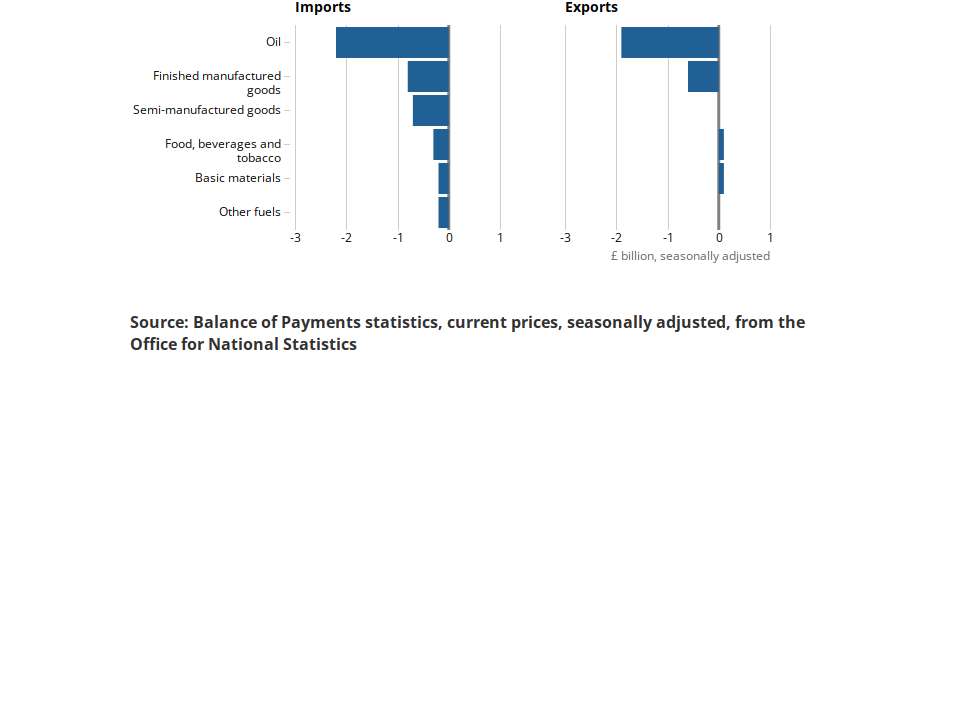 Imports
Exports
Oil
Finished manufactured
goods
Semi-manufactured goods
Food, beverages and
tobacco
Basic materials
Other fuels
-3 -2 -1 0 1
-3 -2 -1 0 1
£ billion, seasonally adjusted
Source: Balance of Payments statistics, current prices, seasonally adjusted, from the
Office for National Statistics